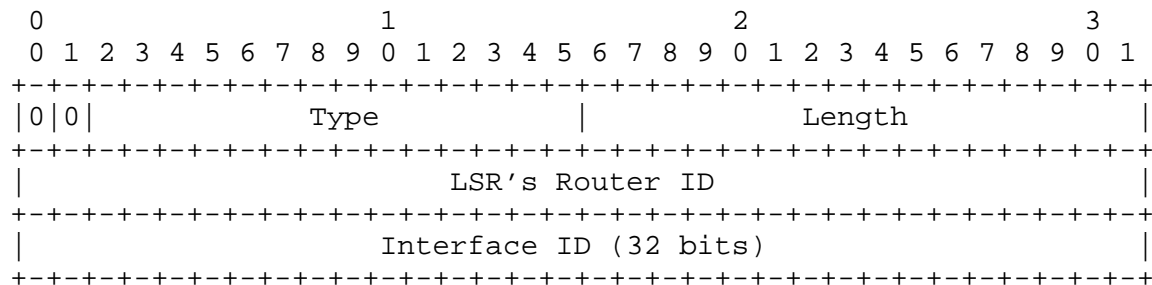 0                   1                   2                   3
 0 1 2 3 4 5 6 7 8 9 0 1 2 3 4 5 6 7 8 9 0 1 2 3 4 5 6 7 8 9 0 1
+-+-+-+-+-+-+-+-+-+-+-+-+-+-+-+-+-+-+-+-+-+-+-+-+-+-+-+-+-+-+-+-+
|0|0|            Type           |            Length             |
+-+-+-+-+-+-+-+-+-+-+-+-+-+-+-+-+-+-+-+-+-+-+-+-+-+-+-+-+-+-+-+-+
|                        LSR's Router ID                        |
+-+-+-+-+-+-+-+-+-+-+-+-+-+-+-+-+-+-+-+-+-+-+-+-+-+-+-+-+-+-+-+-+
|                    Interface ID (32 bits)                     |
+-+-+-+-+-+-+-+-+-+-+-+-+-+-+-+-+-+-+-+-+-+-+-+-+-+-+-+-+-+-+-+-+